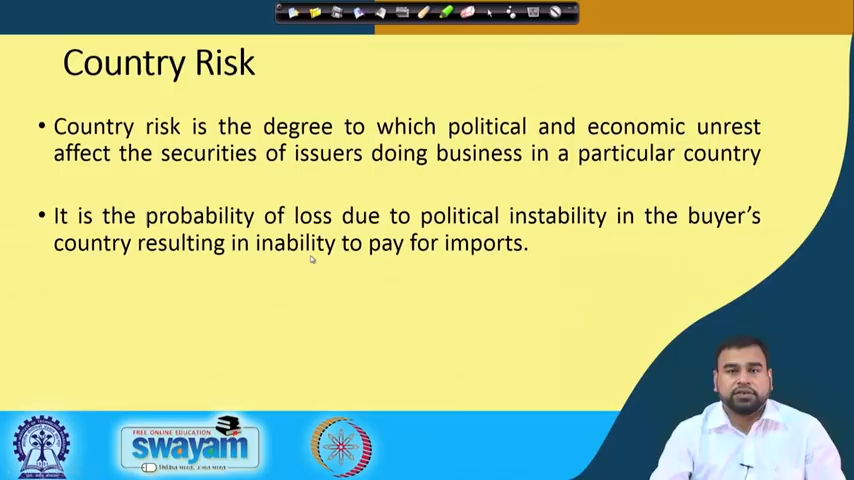 Country Risk
• Country risk is the degree to which political and economic unrest
affect the securities of issuers doing business in a particular country
• It is the probability of loss due to political instability in the buyer’s
country resulting in inability to pay for imports.
FREE ONLINE EDUCATION
swayam